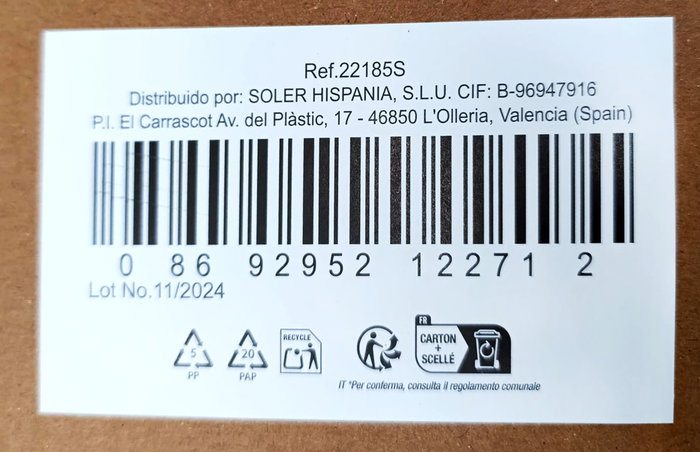 Ref.22185S
Distribuido por: SOLER HISPANIA, S.L.U. CIF: B-96947916
P.I. El Carrascot Av. del Plàstic, 17 - 46850 L'Olleria, Valencia (Spain)
0 86 92952 12271 2
Lot No.11/2024
5
PP
20
PAP
RECYCLE
FR
CARTON
+
SCELLÉ
IT *Per conferma, consulta il regolamento comunale